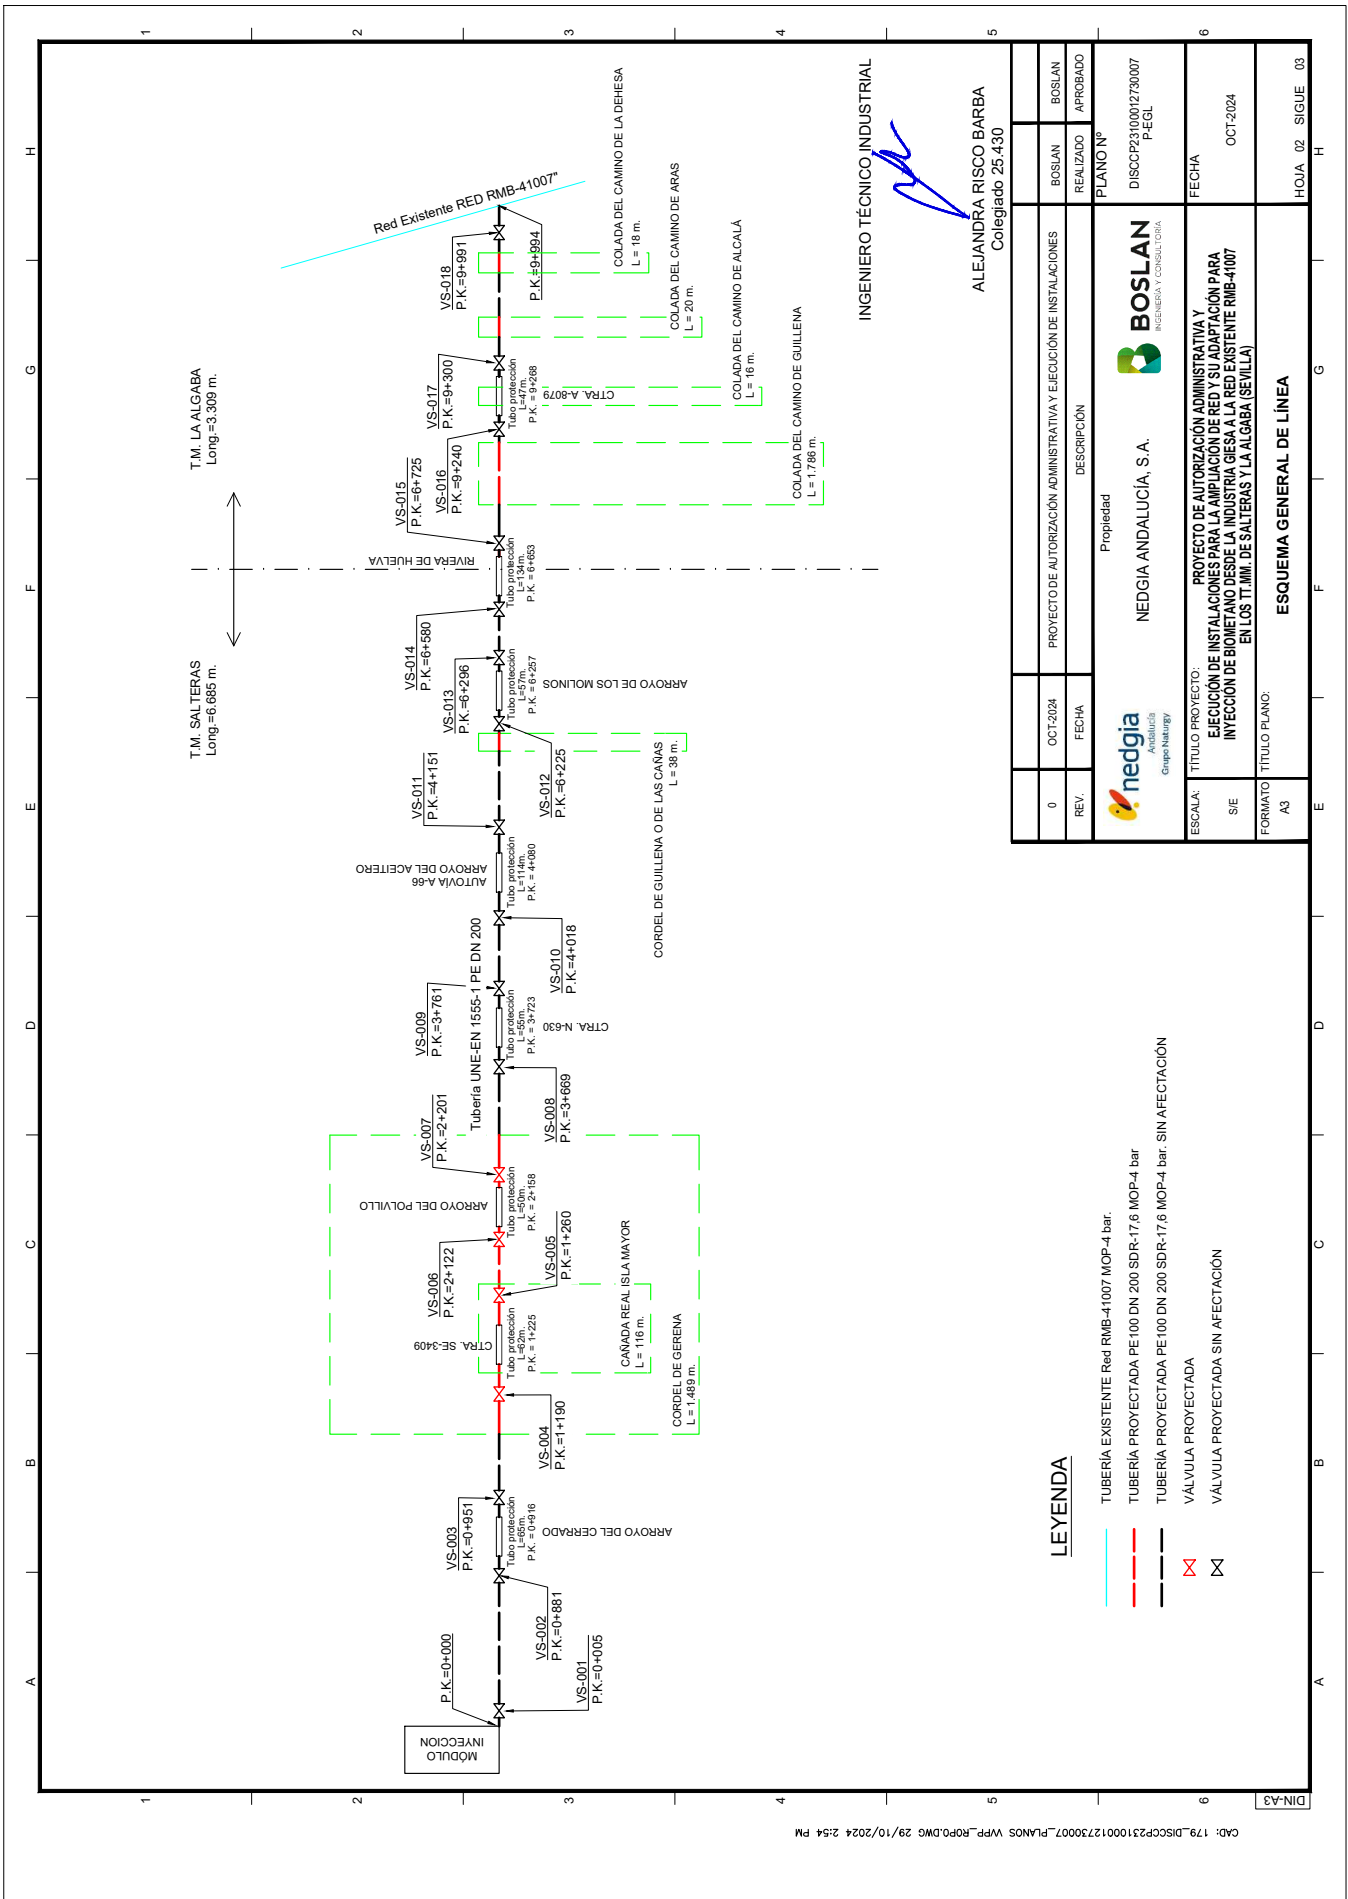 T.M. SALTERAS
Long.=6.685 m.
T.M. LA ALGABA
Long.=3.309 m.
MÓDULO
INYECCION
P.K.=0+000
VS-001
P.K.=0+005
VS-002
P.K.=0+881
VS-003
P.K.=0+951
Tubo protección
L=65m.
P.K. = 0+916
ARROYO DEL CERRADO
VS-004
P.K.=1+190
CTRA. SE-3409
Tubo protección
L=62m.
P.K. = 1+225
CAÑADA REAL ISLA MAYOR
L = 116 m.
CORDEL DE GERENA
L = 1.489 m.
VS-005
P.K.=1+260
VS-006
P.K.=2+122
ARROYO DEL POLVILLO
Tubo protección
L=50m.
P.K. = 2+158
VS-007
P.K.=2+201
Tubería UNE-EN 1555-1 PE DN 200
VS-008
P.K.=3+669
Tubo protección
L=55m.
P.K. = 3+723
CTRA. N-630
VS-009
P.K.=3+761
VS-010
P.K.=4+018
AUTOVÍA A-66
ARROYO DEL ACEITERO
Tubo protección
L=114m.
P.K. = 4+080
VS-011
P.K.=4+151
CORDEL DE GUILLENA O DE LAS CAÑAS
L = 38 m.
VS-012
P.K.=6+225
Tubo protección
L=57m.
P.K. = 6+257
ARROYO DE LOS MOLINOS
VS-013
P.K.=6+296
VS-014
P.K.=6+580
RIVERA DE HUELVA
Tubo protección
L=134m.
P.K. = 6+653
VS-015
P.K.=6+725
COLADA DEL CAMINO DE GUILLENA
L = 1.786 m.
VS-016
P.K.=9+240
Tubo protección
L=47m.
P.K. = 9+268
CTRA. A-8079
COLADA DEL CAMINO DE ALCALÁ
L = 16 m.
VS-017
P.K.=9+300
COLADA DEL CAMINO DE ARAS
L = 20 m.
COLADA DEL CAMINO DE LA DEHESA
L = 18 m.
VS-018
P.K.=9+991
P.K.=9+994
Red Existente RED RMB-41007"
INGENIERO TÉCNICO INDUSTRIAL
ALEJANDRA RISCO BARBA
Colegiado 25.430
LEYENDA
TUBERÍA EXISTENTE Red RMB-41007 MOP-4 bar.
TUBERÍA PROYECTADA PE100 DN 200 SDR-17,6 MOP-4 bar
TUBERÍA PROYECTADA PE100 DN 200 SDR-17,6 MOP-4 bar. SIN AFECTACIÓN
VÁLVULA PROYECTADA
VÁLVULA PROYECTADA SIN AFECTACIÓN
0 OCT-2024 PROYECTO DE AUTORIZACIÓN ADMINISTRATIVA Y EJECUCIÓN DE INSTALACIONES BOSLAN BOSLAN
REV. FECHA DESCRIPCIÓN REALIZADO APROBADO
Propiedad
nedgia
Andalucía
Grupo Naturgy
NEDGIA ANDALUCÍA, S.A.
BOSLAN
INGENIERÍA Y CONSULTORÍA
PLANO Nº
DISCCP23100012730007
P-EGL
ESCALA:
S/E
TÍTULO PROYECTO:
PROYECTO DE AUTORIZACIÓN ADMINISTRATIVA Y
EJECUCIÓN DE INSTALACIONES PARA LA AMPLIACIÓN DE RED Y SU ADAPTACIÓN PARA
INYECCIÓN DE BIOMETANO DESDE LA INDUSTRIA GIESA A LA RED EXISTENTE RMB-41007
EN LOS TT.MM. DE SALTERAS Y LA ALGABA (SEVILLA)
FECHA
OCT-2024
FORMATO
A3
TÍTULO PLANO:
ESQUEMA GENERAL DE LÍNEA
HOJA 02 SIGUE 03
DIN-A3
CAD: 179_DISCCP23100012730007_PLANOS VVPP_R0P0.DWG 29/10/2024 2:54 PM
A B C D E F G H
A B C D E F G H
1 2 3 4 5 6
1 2 3 4 5 6